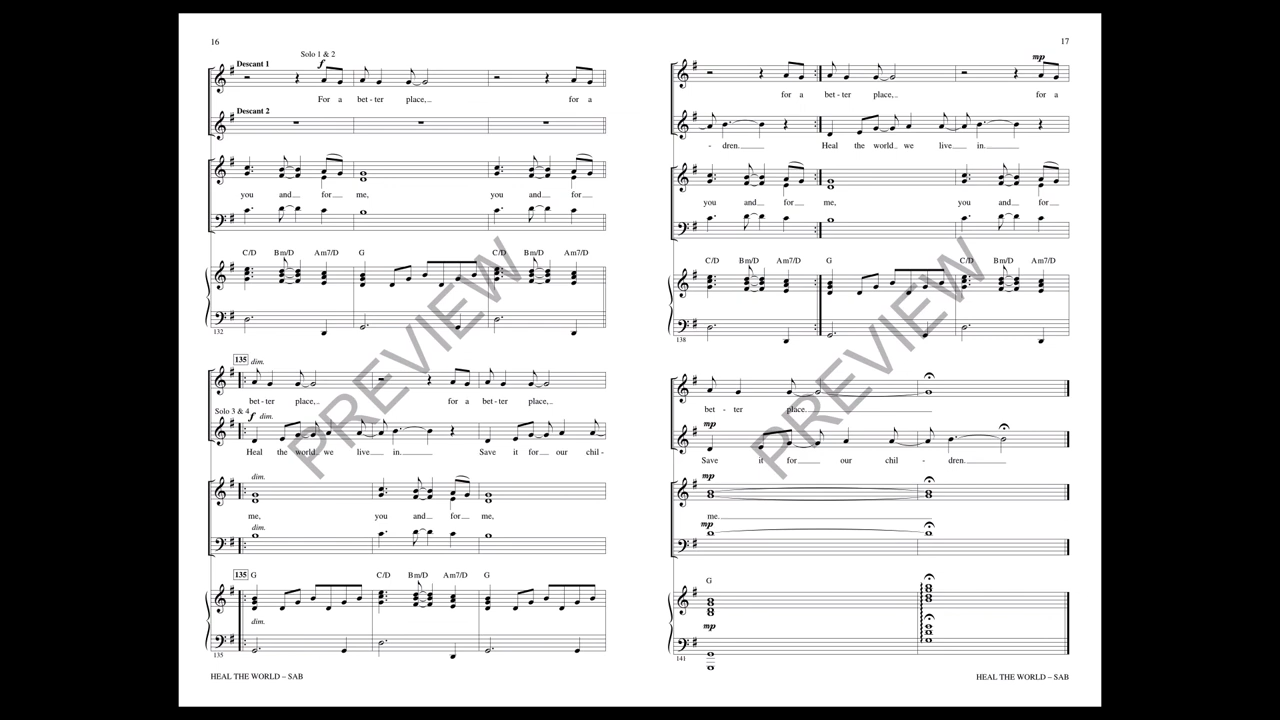 16
Solo 1 & 2
Descant 1
f
For a bet - ter place, for a
Descant 2
you and for me, you and for
C/D Bm/D Am7/D G C/D Bm/D Am7/D
132
135 dim.
bet - ter place, for a bet - ter place,
Solo 3 & 4
f dim.
Heal the world we live in. Save it for our chil -
dim.
me, you and for me,
dim.
135 G C/D Bm/D Am7/D G
dim.
135
HEAL THE WORLD – SAB
17
mp
for a bet - ter place, for a
- dren. Heal the world we live in.
you and for me, you and for
C/D Bm/D Am7/D G C/D Bm/D Am7/D
138
bet - ter place.
mp
Save it for our chil - dren.
mp
me.
mp
G
mp
141
HEAL THE WORLD – SAB
PREVIEW
PREVIEW